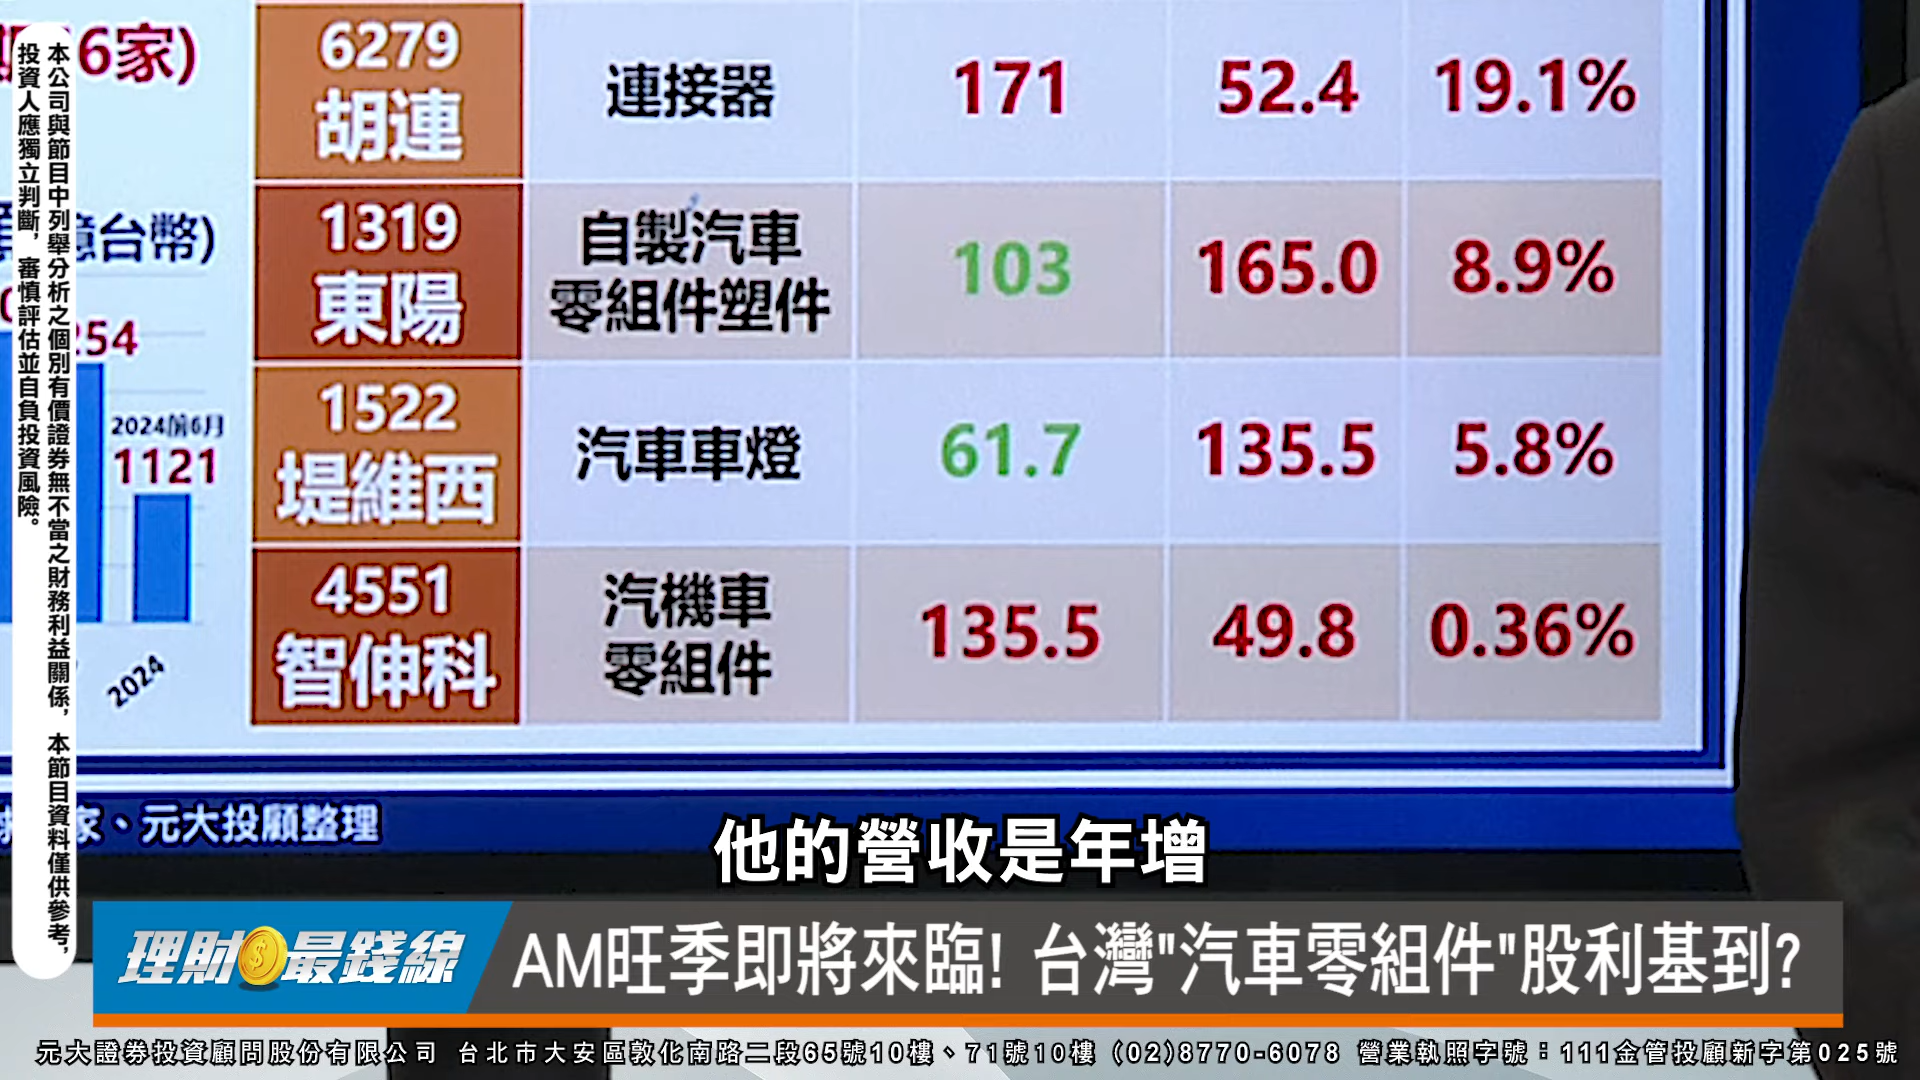 本公司與節目中列舉分析之個別有價證券無不當之財務利益關係，本節目資料僅供參考，
投資人應獨立判斷，審慎評估並自負投資風險。
6家)
億台幣)
254
2024前6月
1121
2024
6279
胡連
連接器
171
52.4
19.1%
1319
東陽
自製汽車
零組件塑件
103
165.0
8.9%
1522
堤維西
汽車車燈
61.7
135.5
5.8%
4551
智伸科
汽機車
零組件
135.5
49.8
0.36%
家、元大投顧整理
他的營收是年增
理財最錢線
AM旺季即將來臨! 台灣"汽車零組件"股利基到?
元大證券投資顧問股份有限公司 台北市大安區敦化南路二段65號10樓、71號10樓 (02)8770-6078 營業執照字號：111金管投顧新字第025號